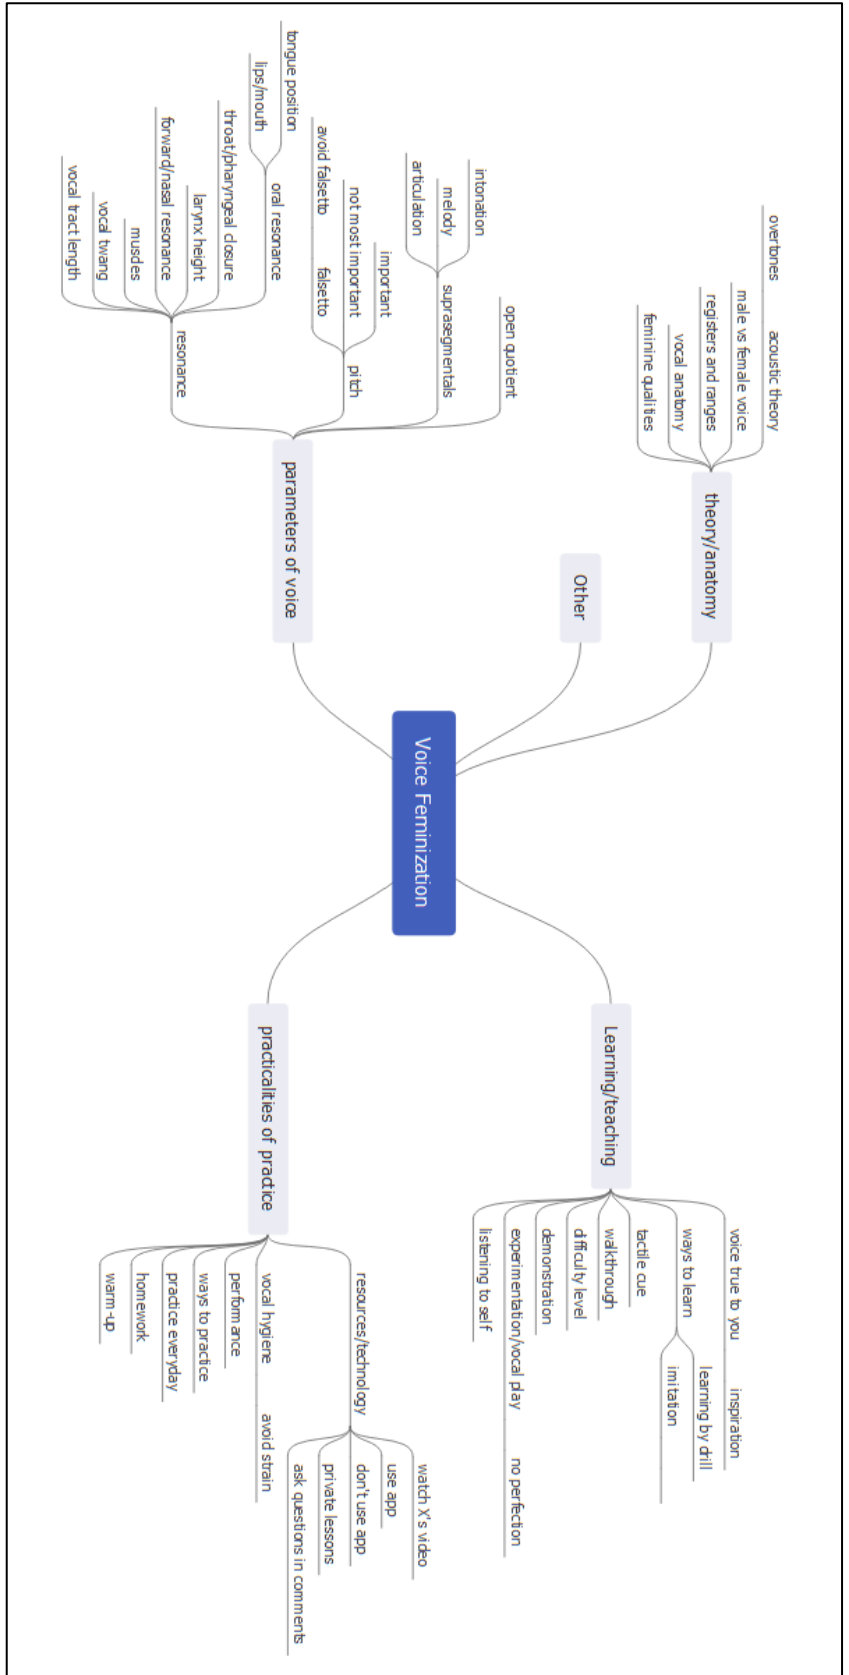 Voice Feminization
theory/anatomy
acoustic theory
overtones
male vs female voice
registers and ranges
vocal anatomy
feminine qualities
Other
parameters of voice
open quotient
suprasegmentals
intonation
melody
articulation
pitch
important
not most important
falsetto
avoid falsetto
resonance
oral resonance
tongue position
lips/mouth
throat/pharyngeal closure
larynx height
forward/nasal resonance
muscles
vocal twang
vocal tract length
Learning/teaching
voice true to you
inspiration
ways to learn
learning by drill
imitation
tactile cue
walkthrough
difficulty level
demonstration
experimentation/vocal play
no perfection
listening to self
practicalities of practice
resources/technology
watch X's video
use app
don't use app
private lessons
ask questions in comments
vocal hygiene
avoid strain
performance
ways to practice
practice everyday
homework
warm-up